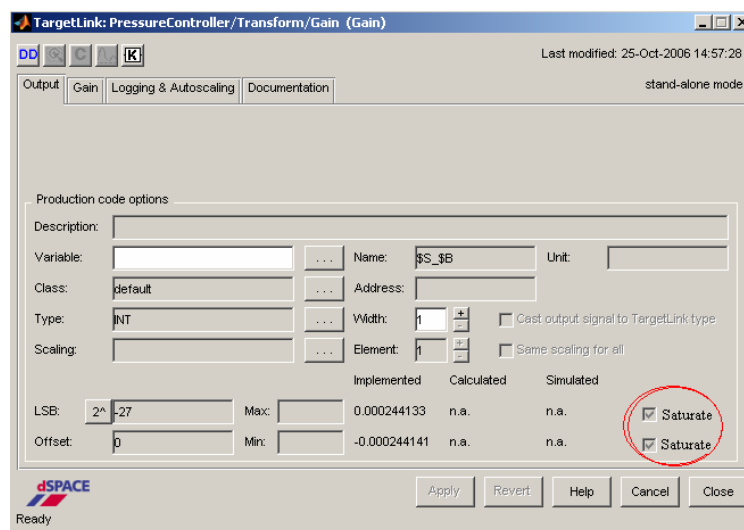 TargetLink: PressureController/Transform/Gain (Gain)
DD C K Last modified: 25-Oct-2006 14:57:28
Output Gain Logging & Autoscaling Documentation stand-alone mode
Production code options
Description:
Variable: ... Name: $S_$B Unit:
Class: default ... Address:
Type: INT ... Width: 1 + - Cast output signal to TargetLink type
Scaling: ... Element: 1 + - Same scaling for all
Implemented Calculated Simulated
LSB: 2^ -27 Max: 0.000244133 n.a. n.a. Saturate
Offset: 0 Min: -0.000244141 n.a. n.a. Saturate
dSPACE Apply Revert Help Cancel Close
Ready